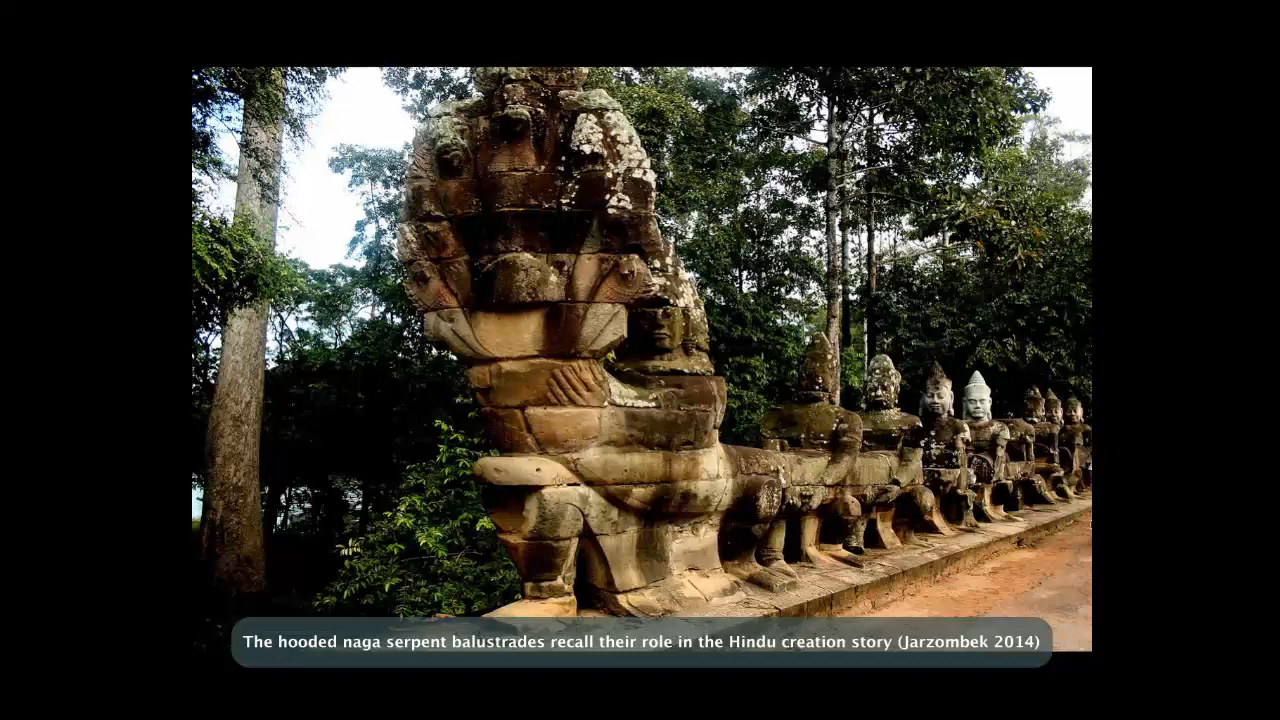 The hooded naga serpent balustrades recall their role in the Hindu creation story (Jarzombek 2014)